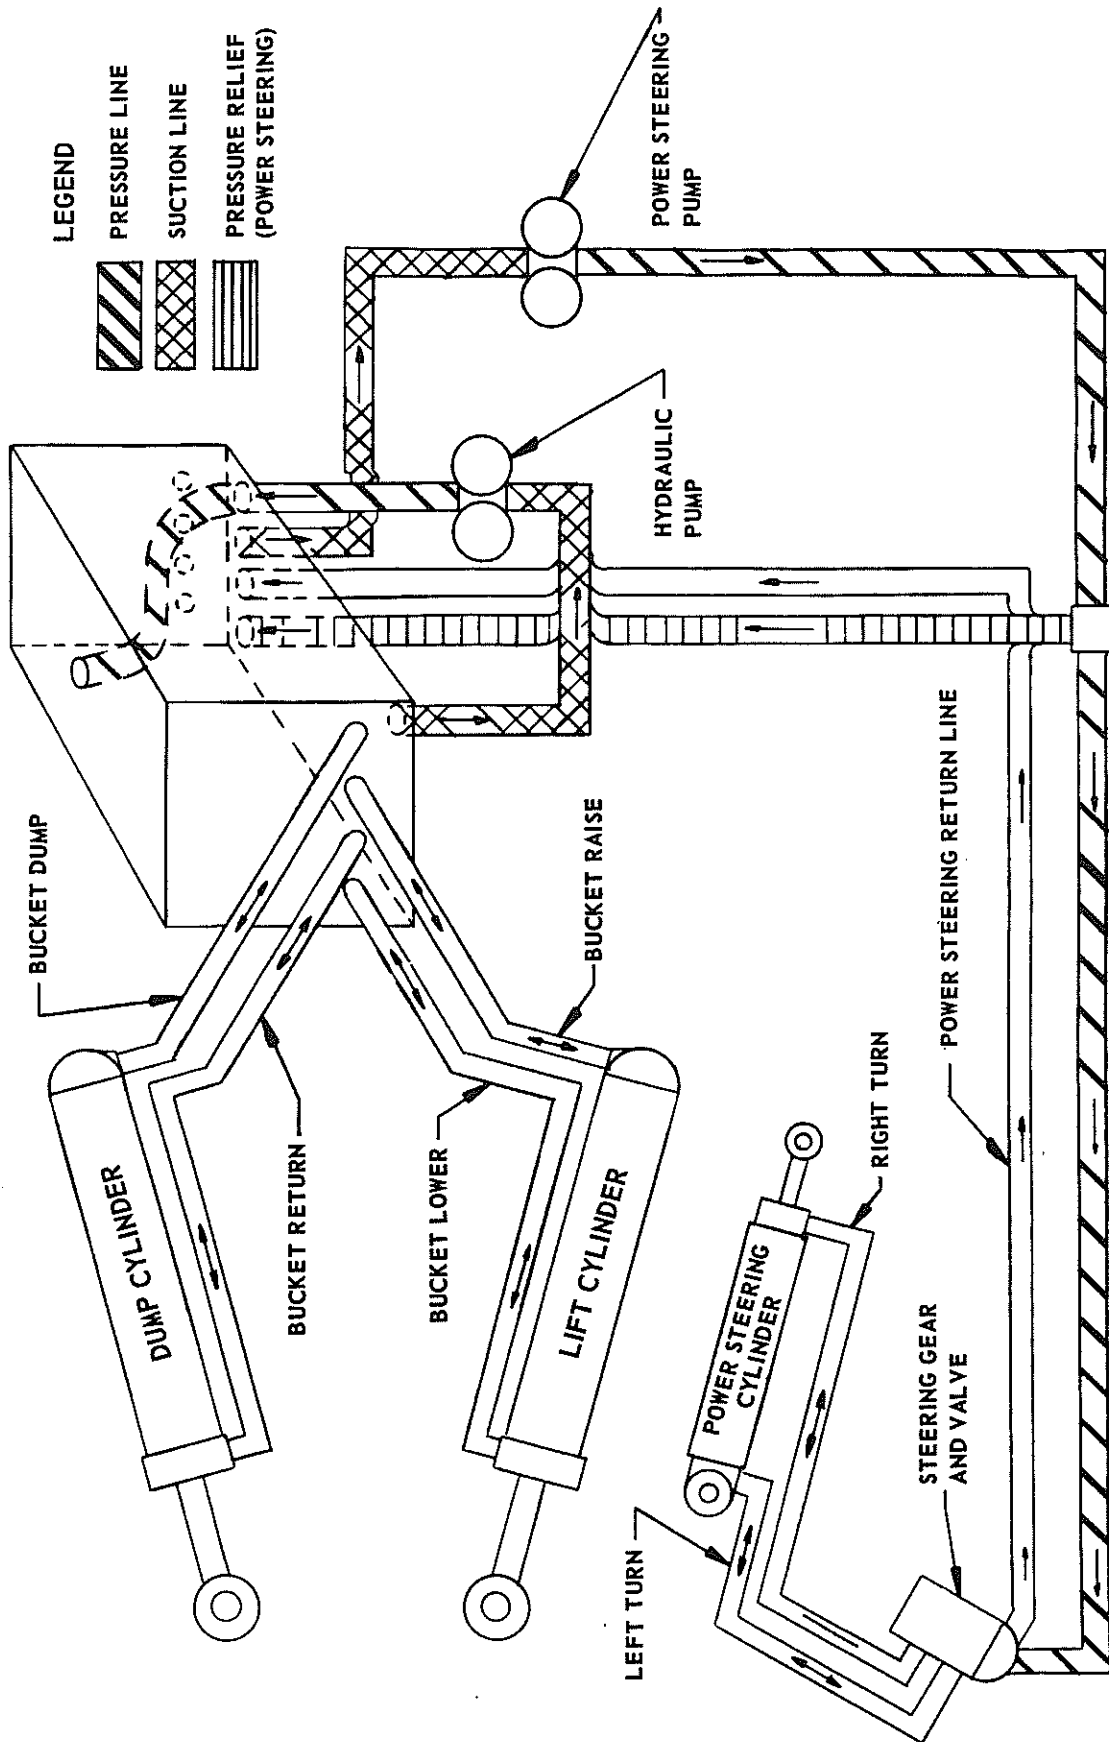 LEGEND
PRESSURE LINE
SUCTION LINE
PRESSURE RELIEF
(POWER STEERING)
POWER STEERING
PUMP
HYDRAULIC
PUMP
BUCKET DUMP
BUCKET RETURN
BUCKET LOWER
BUCKET RAISE
DUMP CYLINDER
LIFT CYLINDER
POWER STEERING
CYLINDER
LEFT TURN
RIGHT TURN
STEERING GEAR
AND VALVE
POWER STEERING RETURN LINE